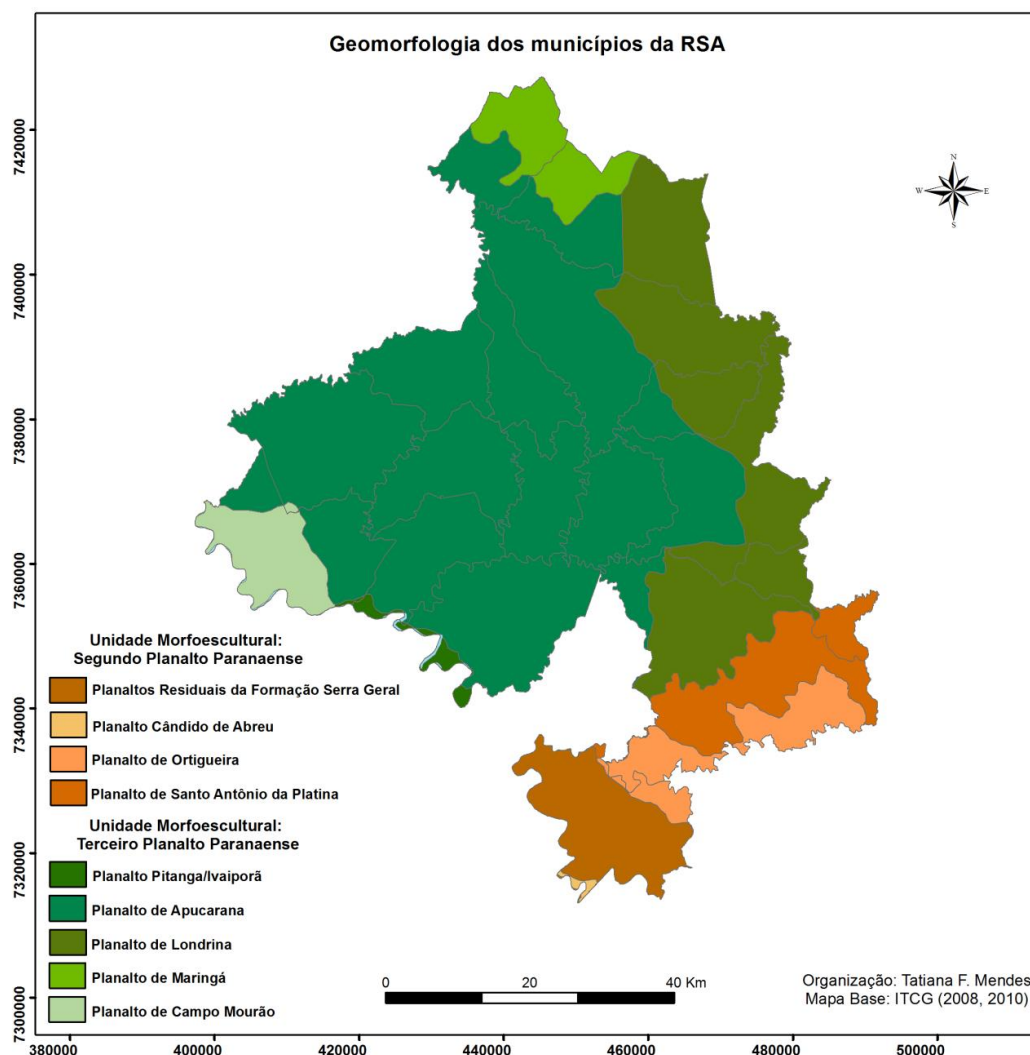 Geomorfologia dos municípios da RSA
7420000
7400000
7380000
7360000
7340000
7320000
7300000
N
W
E
S
Unidade Morfoescultural:
Segundo Planalto Paranaense
Planaltos Residuais da Formação Serra Geral
Planalto Cândido de Abreu
Planalto de Ortigueira
Planalto de Santo Antônio da Platina
Unidade Morfoescultural:
Terceiro Planalto Paranaense
Planalto Pitanga/Ivaiporã
Planalto de Apucarana
Planalto de Londrina
Planalto de Maringá
Planalto de Campo Mourão
0 20 40 Km
Organização: Tatiana F. Mendes
Mapa Base: ITCG (2008, 2010)
380000 400000 420000 440000 460000 480000 500000